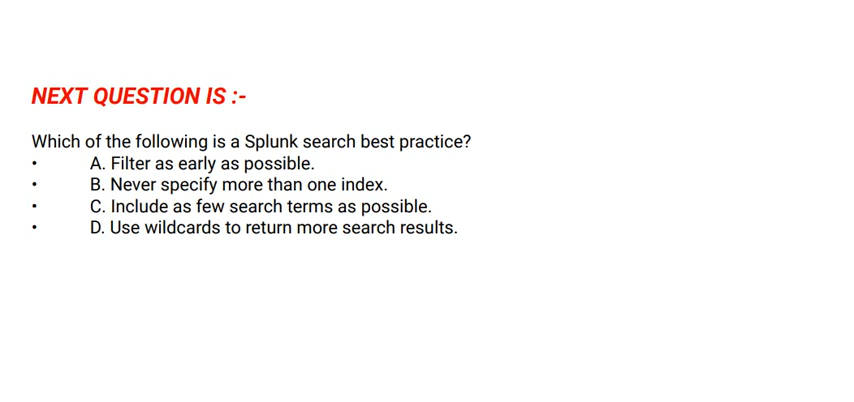 NEXT QUESTION IS :-
Which of the following is a Splunk search best practice?
• A. Filter as early as possible.
• B. Never specify more than one index.
• C. Include as few search terms as possible.
• D. Use wildcards to return more search results.